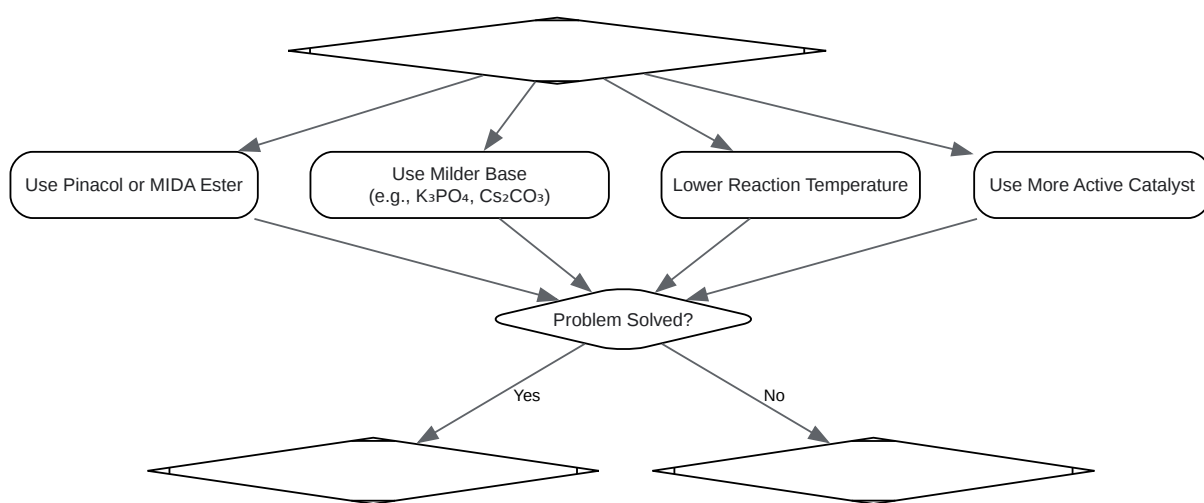 Use Pinacol or MIDA Ester
Use Milder Base
(e.g., K₃PO₄, Cs₂CO₃)
Lower Reaction Temperature
Use More Active Catalyst
Problem Solved?
Yes
No